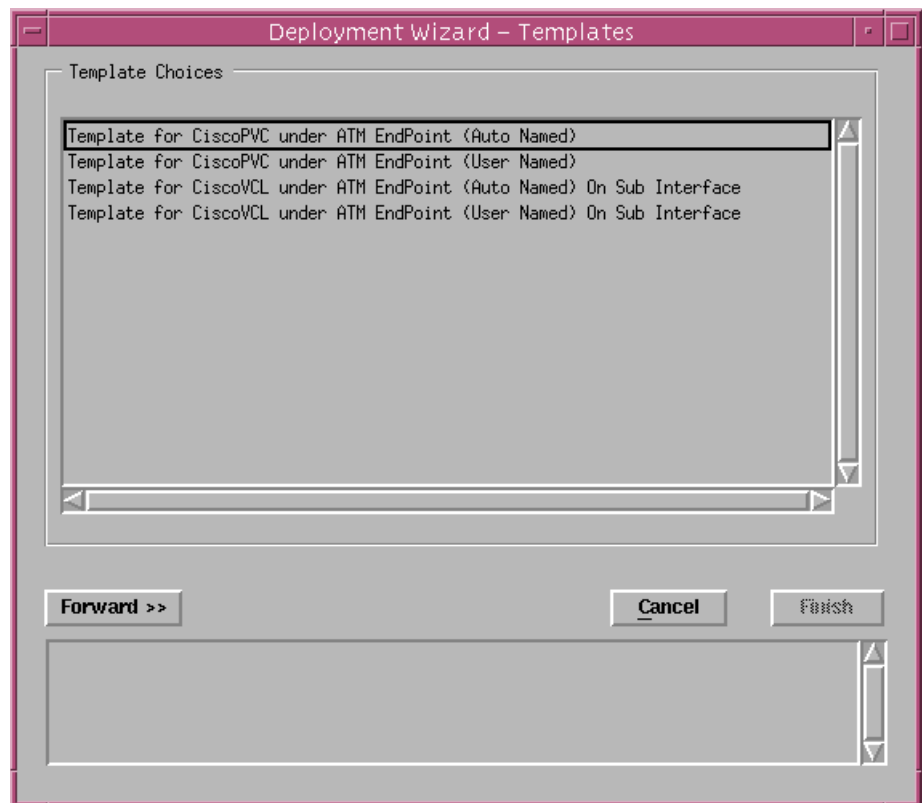 Deployment Wizard – Templates
Template Choices
Template for CiscoPVC under ATM EndPoint (Auto Named)
Template for CiscoPVC under ATM EndPoint (User Named)
Template for CiscoVCL under ATM EndPoint (Auto Named) On Sub Interface
Template for CiscoVCL under ATM EndPoint (User Named) On Sub Interface
Forward >>
Cancel
Finish